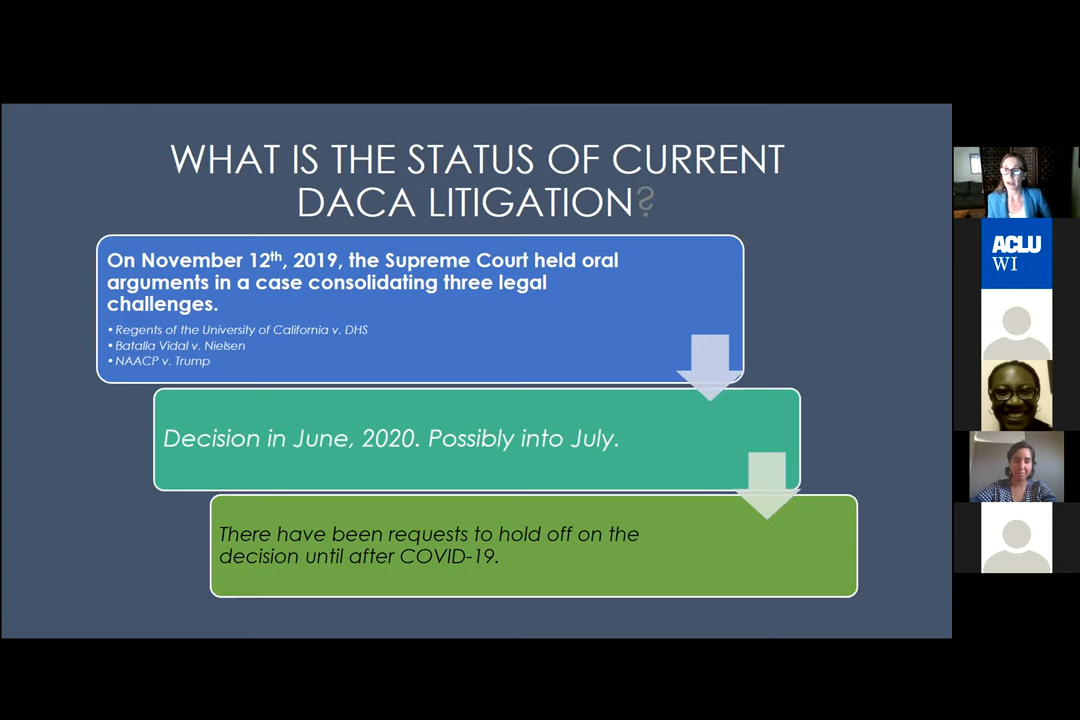 WHAT IS THE STATUS OF CURRENT
DACA LITIGATION?
On November 12th, 2019, the Supreme Court held oral
arguments in a case consolidating three legal
challenges.
• Regents of the University of California v. DHS
• Batalla Vidal v. Nielsen
• NAACP v. Trump
Decision in June, 2020. Possibly into July.
There have been requests to hold off on the
decision until after COVID-19.
ACLU
WI